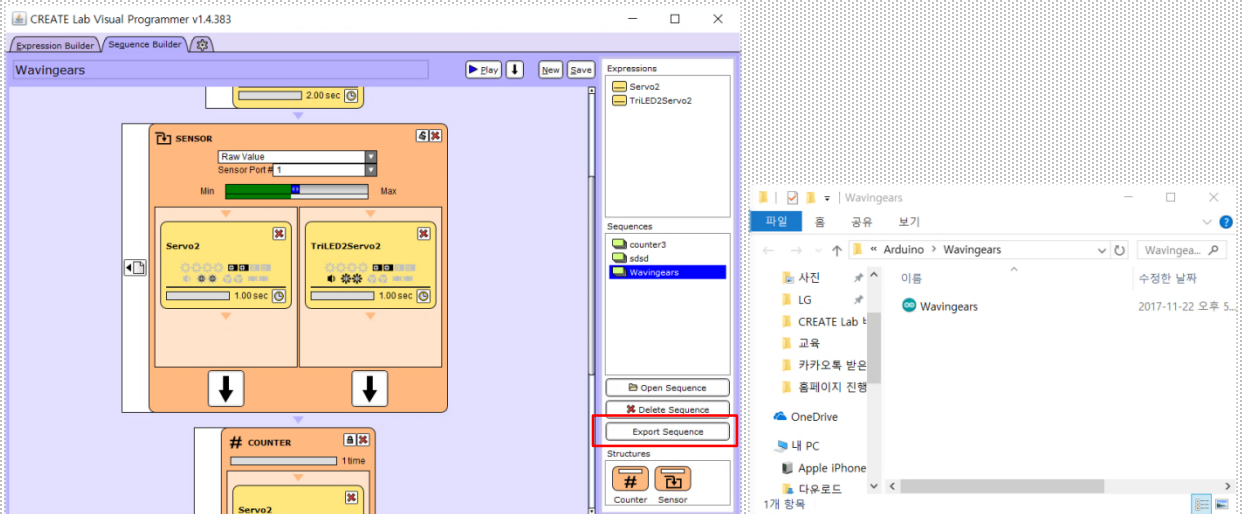 CREATE Lab Visual Programmer v1.4.383
Expression Builder
Sequence Builder
Wavingears
Play
New
Save
2.00 sec
SENSOR
Raw Value
Sensor Port # 1
Min
Max
Servo2
1.00 sec
TriLED2Servo2
1.00 sec
# COUNTER
1 time
Servo2
Expressions
Servo2
TriLED2Servo2
Sequences
counter3
sdsd
Wavingears
Open Sequence
Delete Sequence
Export Sequence
Structures
#
Counter
Sensor
Wavingears
파일
홈
공유
보기
« Arduino > Wavingears
Wavingea...
사진
LG
CREATE Lab
교육
카카오톡 받은
홈페이지 진행
OneDrive
내 PC
Apple iPhone
다운로드
이름
수정한 날짜
Wavingears
2017-11-22 오후 5...
1개 항목